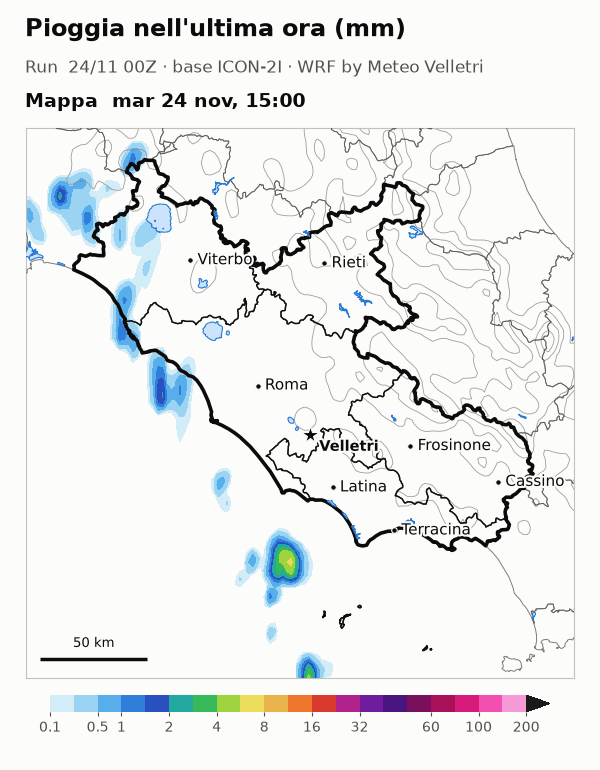 Pioggia nell'ultima ora (mm)
Run  24/11 00Z · base ICON-2I · WRF by Meteo Velletri
Mappa  mar 24 nov, 15:00
Viterbo
Rieti
Roma
Velletri
Frosinone
Latina
Cassino
Terracina
50 km
0.1 0.5 1 2 4 8 16 32 60 100 200